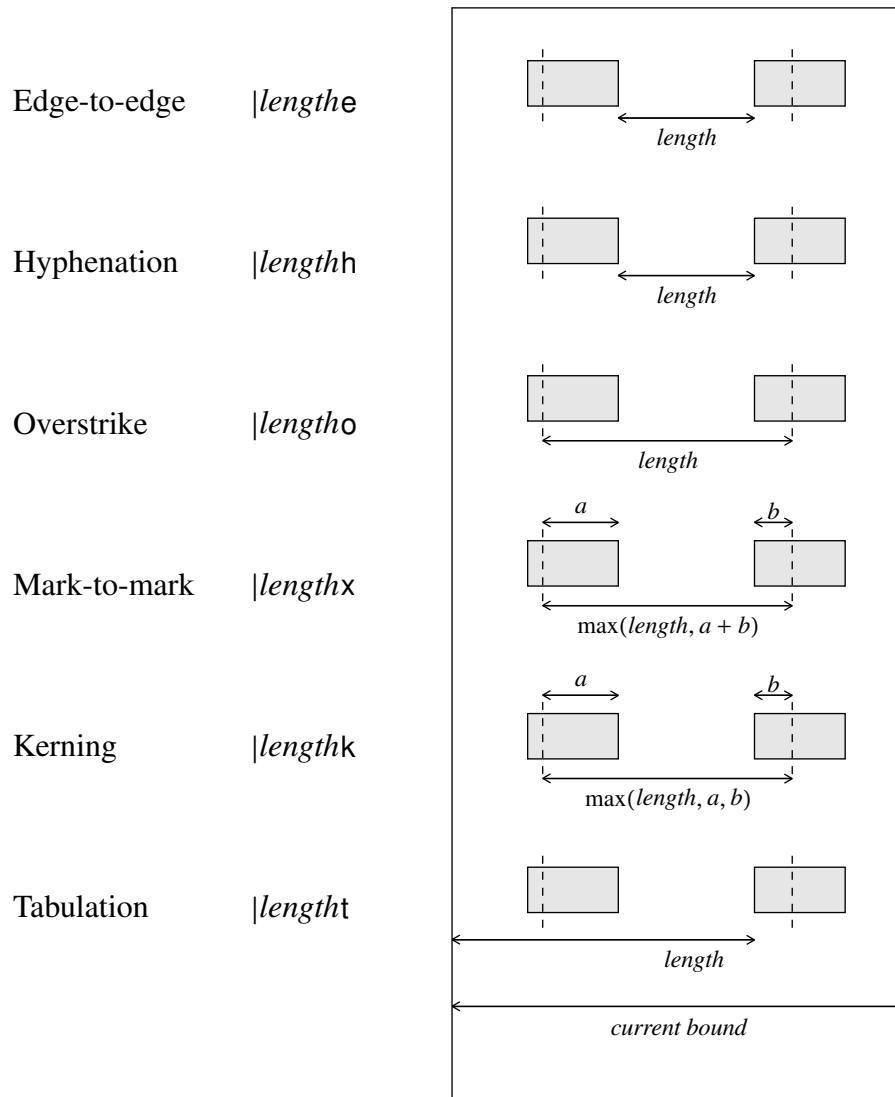 Edge-to-edge |lengthe
length
Hyphenation |lengthh
length
Overstrike |lengtho
length
a b
Mark-to-mark |lengthx
max(length, a + b)
a b
Kerning |lengthk
max(length, a, b)
Tabulation |lengtht
length
current bound